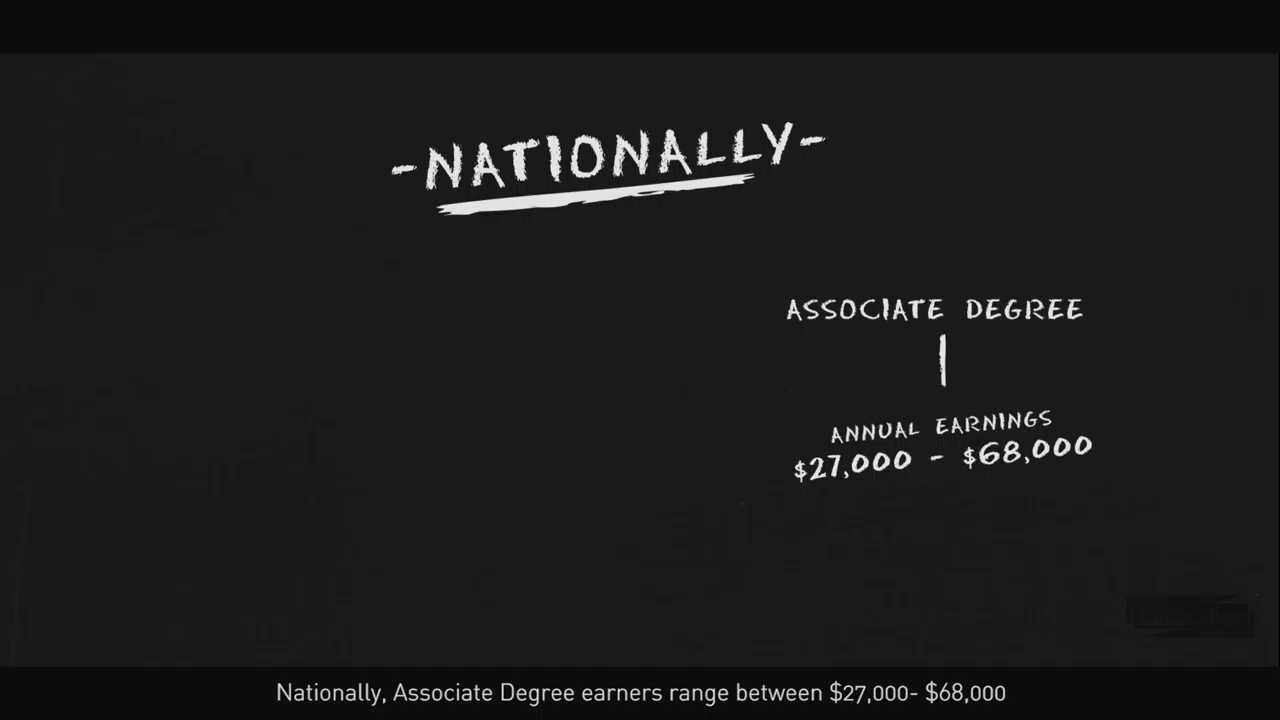 -NATIONALLY-
ASSOCIATE DEGREE
ANNUAL EARNINGS
$27,000 - $68,000
Nationally, Associate Degree earners range between $27,000- $68,000